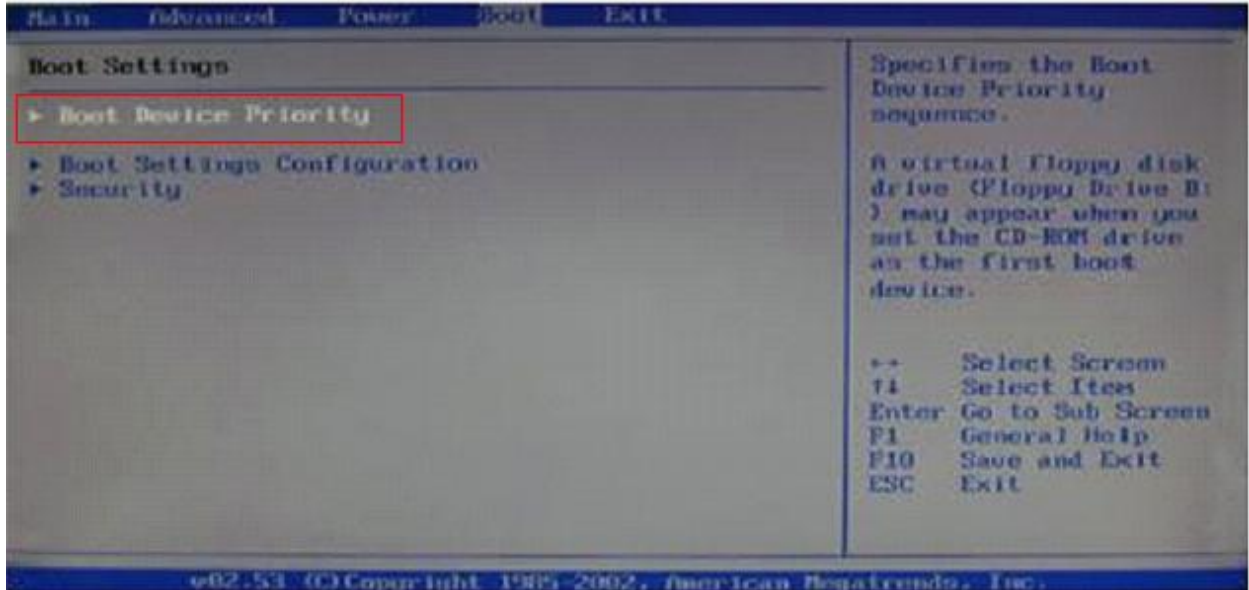 Main Advanced Power Boot Exit
Boot Settings
Boot Device Priority
Boot Settings Configuration
Security
Specifies the Boot
Device Priority
sequence.
A virtual floppy disk
drive (Floppy Drive B:
) may appear when you
set the CD-ROM drive
as the first boot
device.
←→ Select Screen
↑↓ Select Item
Enter Go to Sub Screen
F1 General Help
F10 Save and Exit
ESC Exit
v02.53 (C)Copyright 1985-2002, American Megatrends, Inc.